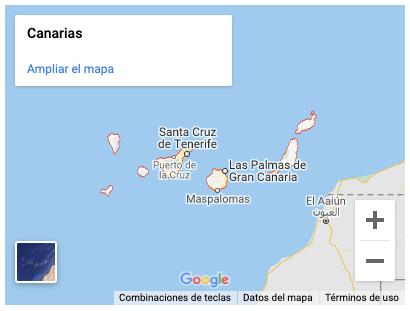 Canarias
Ampliar el mapa
Santa Cruz
de Tenerife
Puerto de
la Cruz
Las Palmas de
Gran Canaria
Maspalomas
El Aaiún
العيون
Google
Combinaciones de teclas
Datos del mapa
Términos de uso